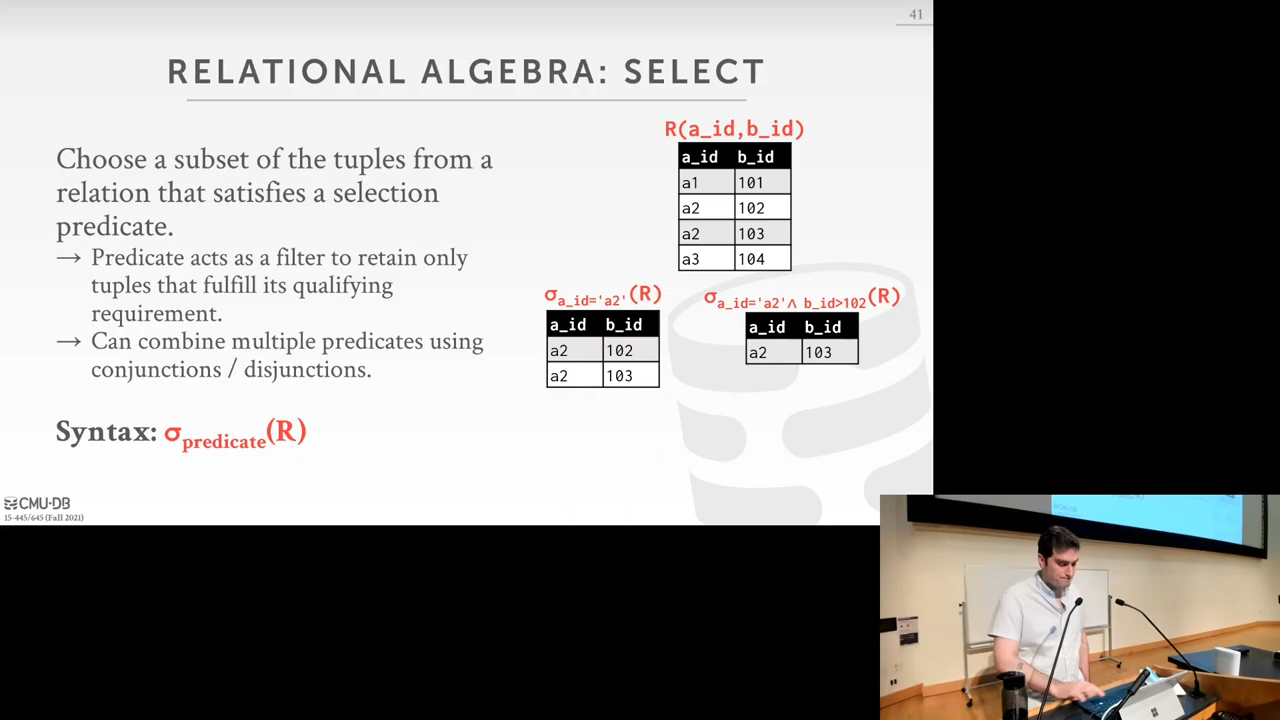 41
RELATIONAL ALGEBRA: SELECT
Choose a subset of the tuples from a
relation that satisfies a selection
predicate.
→ Predicate acts as a filter to retain only
tuples that fulfill its qualifying
requirement.
→ Can combine multiple predicates using
conjunctions / disjunctions.
Syntax: σpredicate(R)
R(a_id,b_id)
a_id b_id
a1 101
a2 102
a2 103
a3 104
σa_id='a2'(R)
a_id b_id
a2 102
a2 103
σa_id='a2'∧ b_id>102(R)
a_id b_id
a2 103
CMU·DB
15-445/645 (Fall 2021)